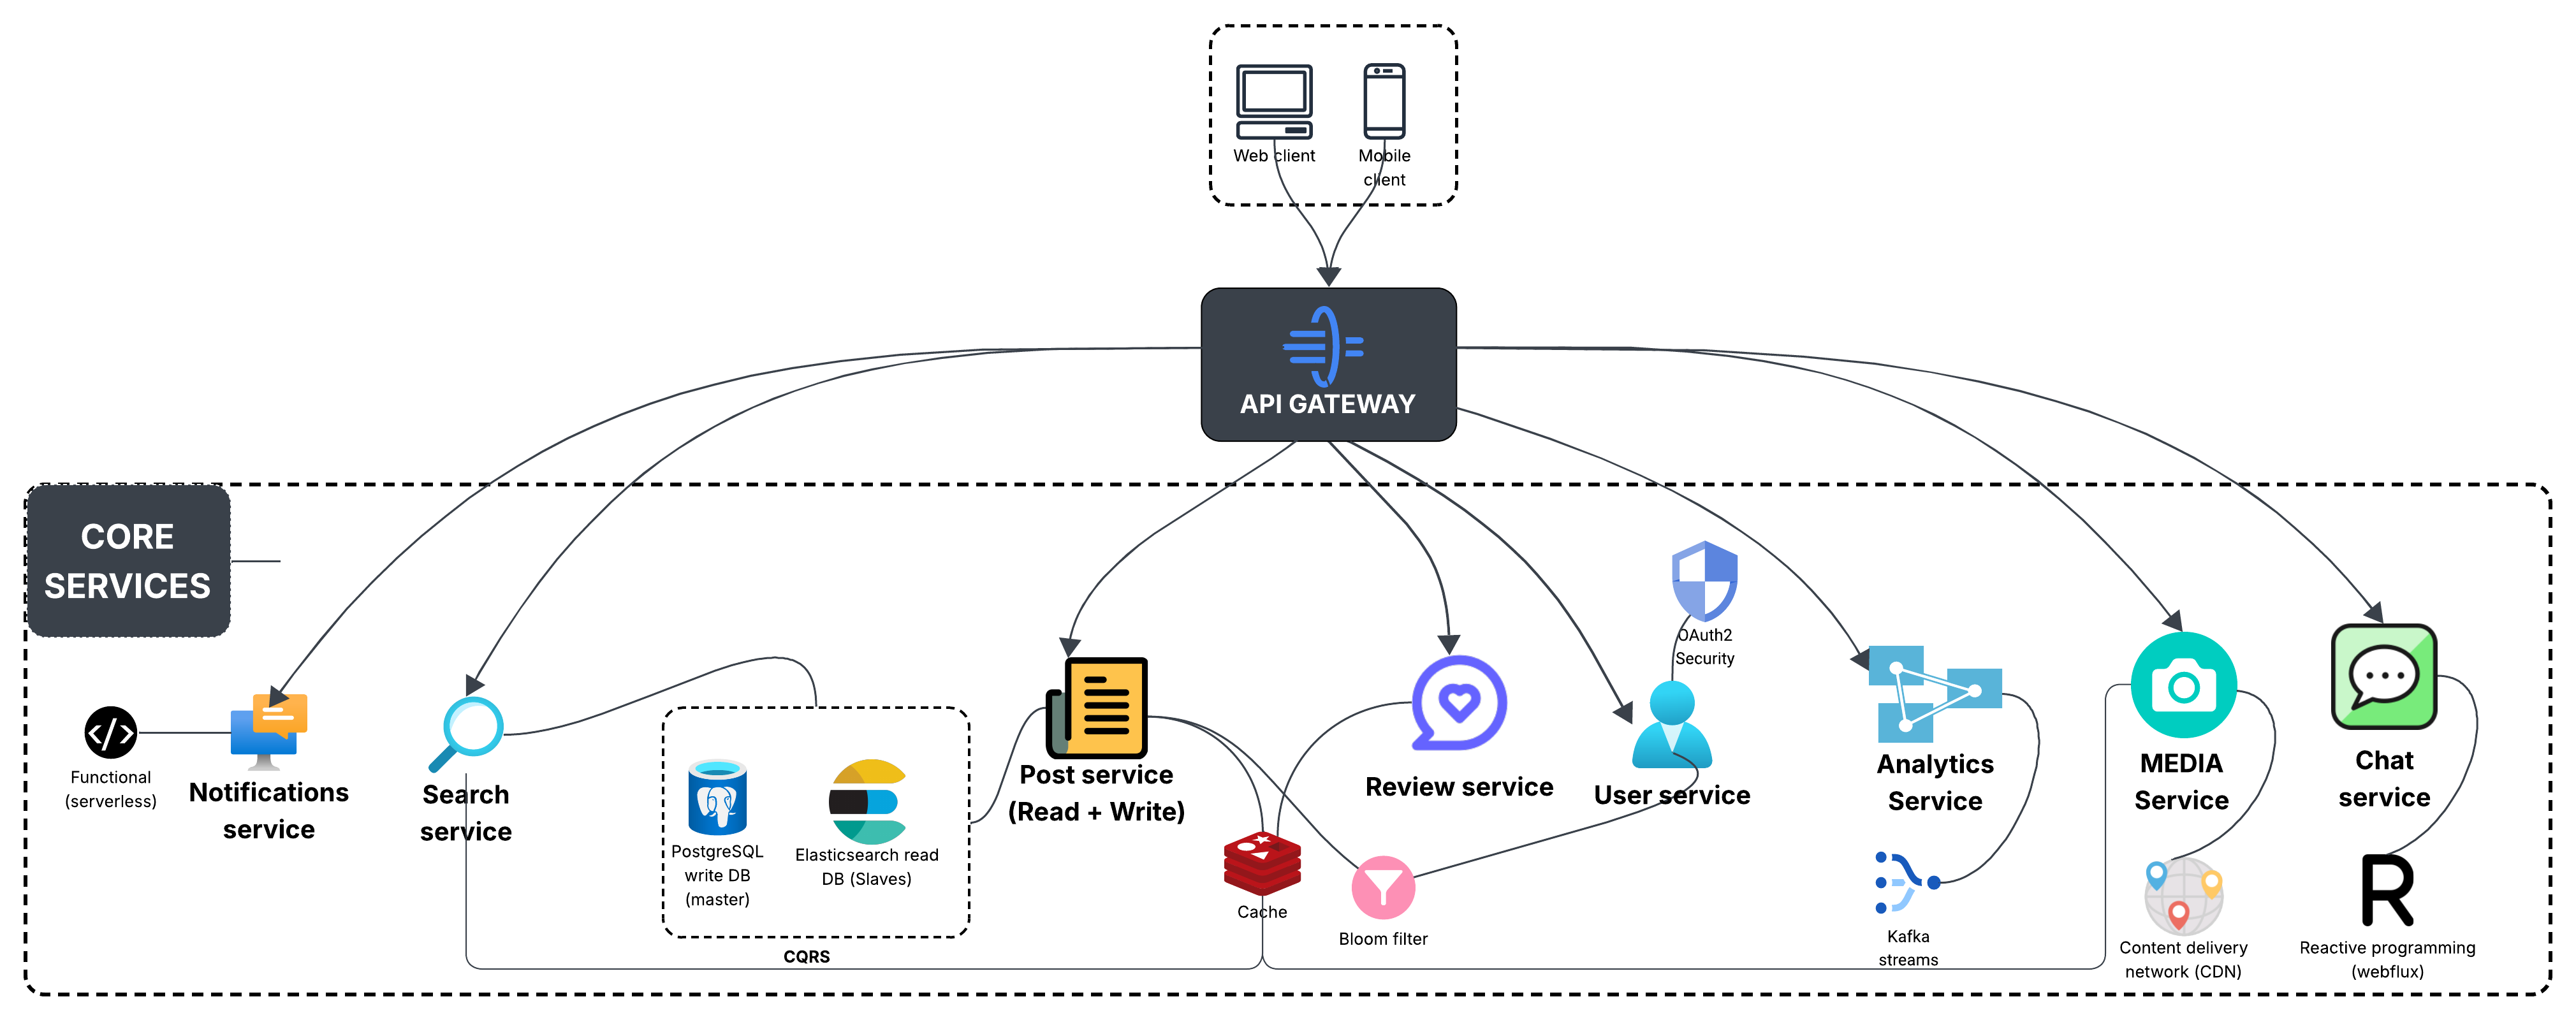 Web client
Mobile
client
API GATEWAY
CORE
SERVICES
OAuth2
Security
Functional
(serverless)
Notifications
service
Search
service
PostgreSQL
write DB
(master)
Elasticsearch read
DB (Slaves)
CQRS
Post service
(Read + Write)
Cache
Bloom filter
Review service
User service
Analytics
Service
Kafka
streams
MEDIA
Service
Content delivery
network (CDN)
Chat
service
Reactive programming
(webflux)